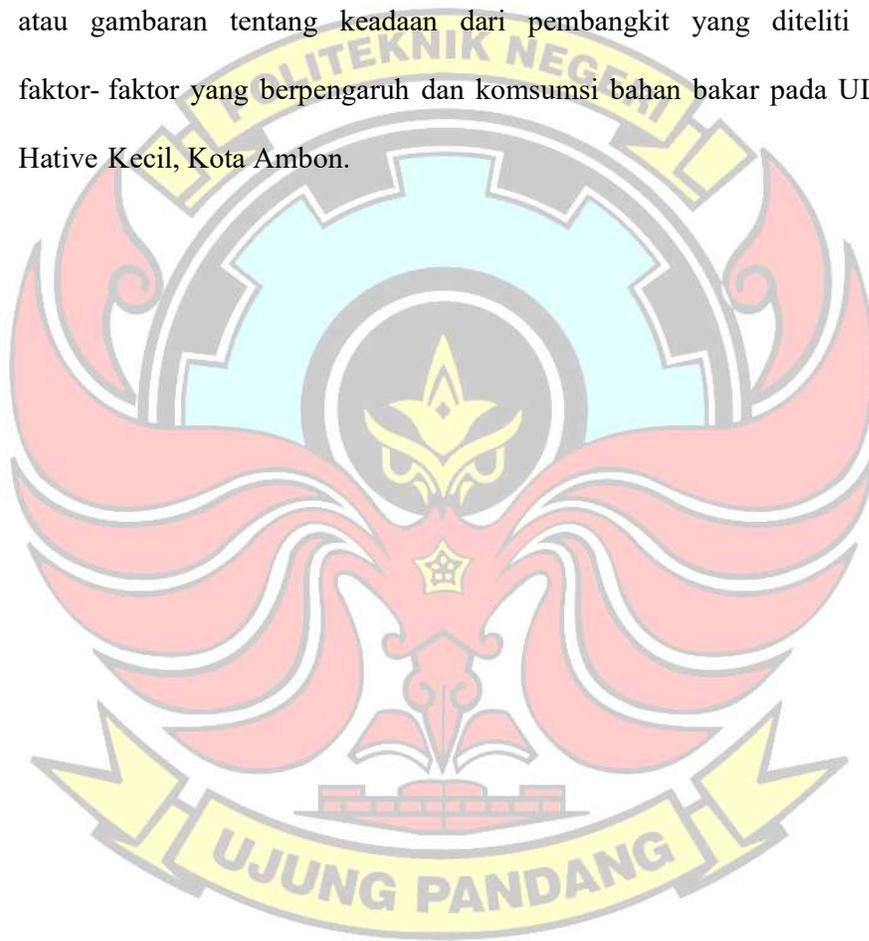 atau gambaran tentang keadaan dari pembangkit yang diteliti
POLITEKNIK NEGERI
faktor- faktor yang berpengaruh dan komsumsi bahan bakar pada
Hative Kecil, Kota Ambon.
UJUNG PANDANG